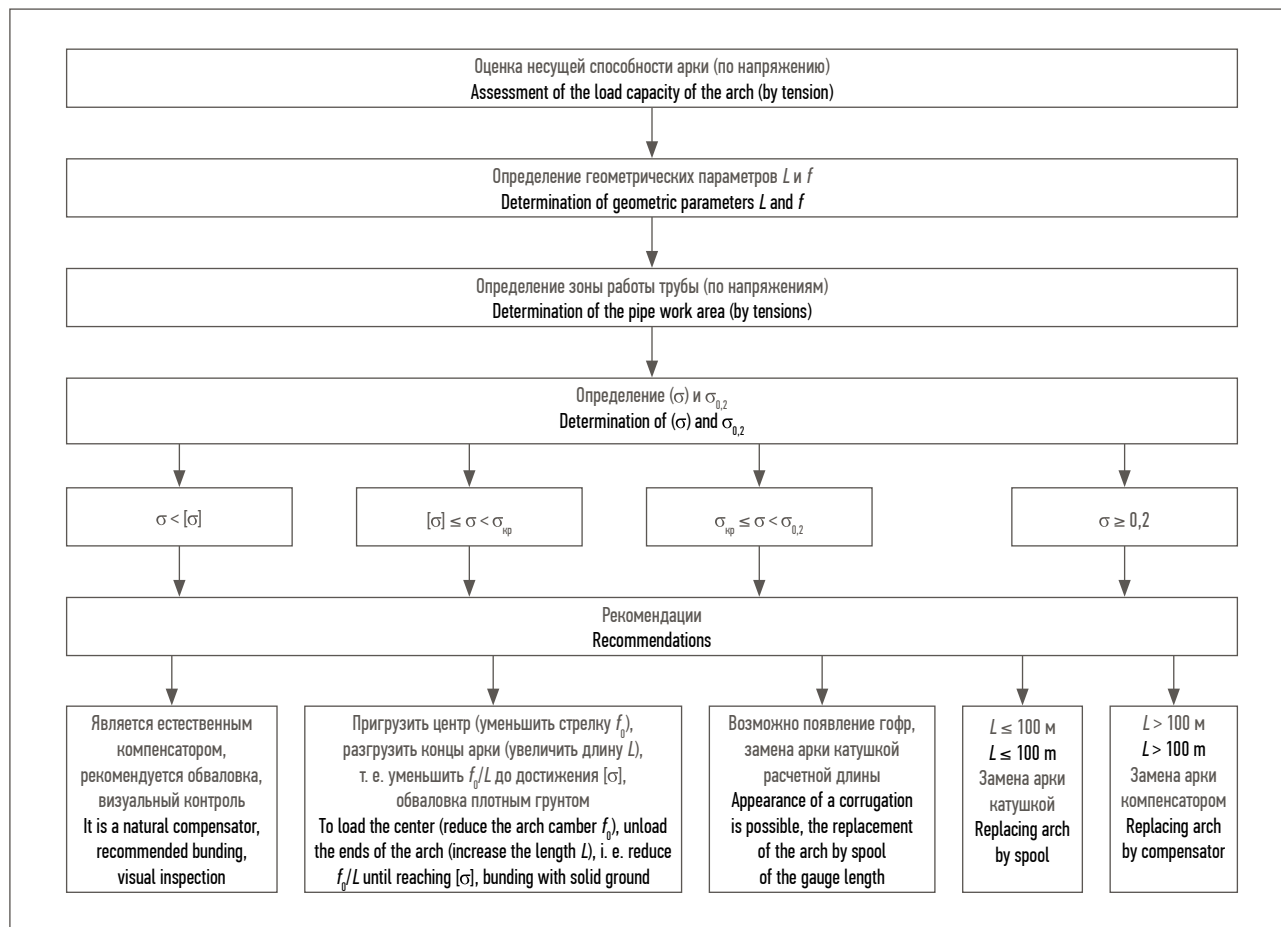 Оценка несущей способности арки (по напряжению)
Assessment of the load capacity of the arch (by tension)
Определение геометрических параметров L и f
Determination of geometric parameters L and f
Определение зоны работы трубы (по напряжениям)
Determination of the pipe work area (by tensions)
Определение (σ) и σ₀,₂
Determination of (σ) and σ₀,₂
σ < [σ]
[σ] ≤ σ < σкр
σкр ≤ σ < σ₀,₂
σ ≥ 0,2
Рекомендации
Recommendations
Является естественным
компенсатором,
рекомендуется обваловка,
визуальный контроль
It is a natural compensator,
recommended bunding,
visual inspection
Пригрузить центр (уменьшить стрелку f₀),
разгрузить концы арки (увеличить длину L),
т. е. уменьшить f₀/L до достижения [σ],
обваловка плотным грунтом
To load the center (reduce the arch camber f₀), unload
the ends of the arch (increase the length L), i. e. reduce
f₀/L until reaching [σ], bunding with solid ground
Возможно появление гофр,
замена арки катушкой
расчетной длины
Appearance of a corrugation
is possible, the replacement
of the arch by spool
of the gauge length
L ≤ 100 м
L ≤ 100 m
Замена арки
катушкой
Replacing arch
by spool
L > 100 м
L > 100 m
Замена арки
компенсатором
Replacing arch
by compensator